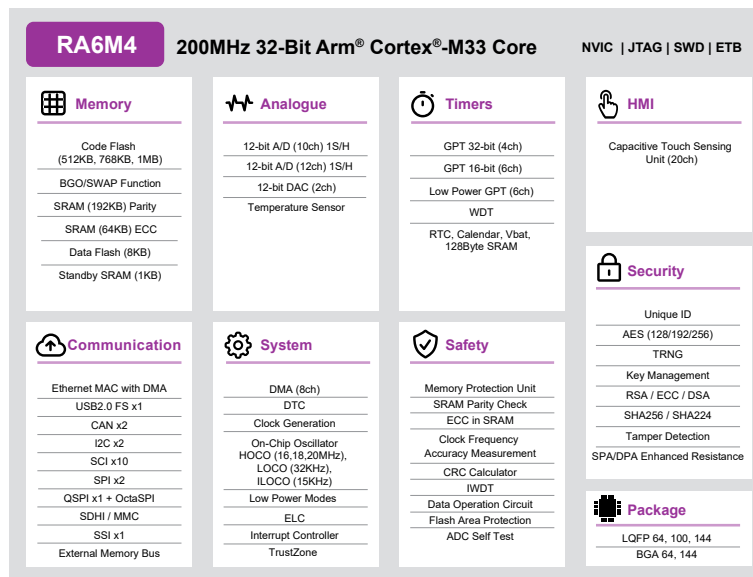 RA6M4
200MHz 32-Bit Arm® Cortex®-M33 Core
NVIC | JTAG | SWD | ETB
Memory
Code Flash
(512KB, 768KB, 1MB)
BGO/SWAP Function
SRAM (192KB) Parity
SRAM (64KB) ECC
Data Flash (8KB)
Standby SRAM (1KB)
Analogue
12-bit A/D (10ch) 1S/H
12-bit A/D (12ch) 1S/H
12-bit DAC (2ch)
Temperature Sensor
Timers
GPT 32-bit (4ch)
GPT 16-bit (6ch)
Low Power GPT (6ch)
WDT
RTC, Calendar, Vbat,
128Byte SRAM
HMI
Capacitive Touch Sensing
Unit (20ch)
Communication
Ethernet MAC with DMA
USB2.0 FS x1
CAN x2
I2C x2
SCI x10
SPI x2
QSPI x1 + OctaSPI
SDHI / MMC
SSI x1
External Memory Bus
System
DMA (8ch)
DTC
Clock Generation
On-Chip Oscillator
HOCO (16,18,20MHz),
LOCO (32KHz),
ILOCO (15KHz)
Low Power Modes
ELC
Interrupt Controller
TrustZone
Safety
Memory Protection Unit
SRAM Parity Check
ECC in SRAM
Clock Frequency
Accuracy Measurement
CRC Calculator
IWDT
Data Operation Circuit
Flash Area Protection
ADC Self Test
Security
Unique ID
AES (128/192/256)
TRNG
Key Management
RSA / ECC / DSA
SHA256 / SHA224
Tamper Detection
SPA/DPA Enhanced Resistance
Package
LQFP 64, 100, 144
BGA 64, 144